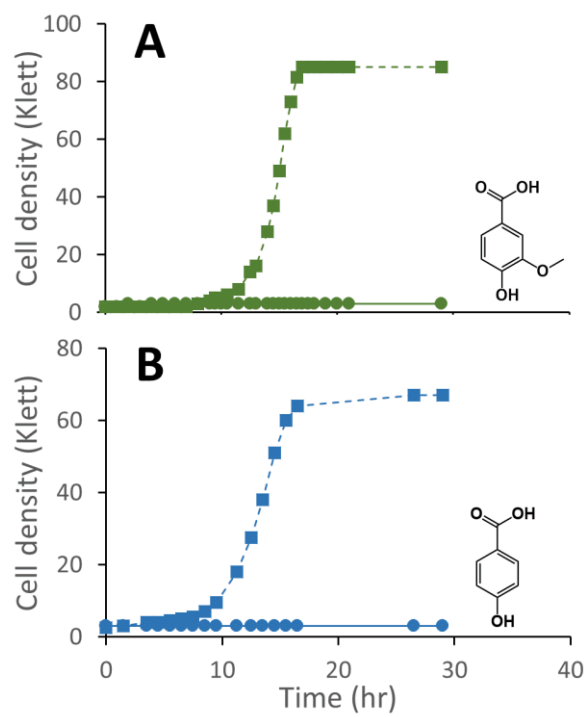 A
Cell density (Klett)
100
80
60
40
20
0
O
OH
O
OH
B
Cell density (Klett)
80
60
40
20
0
O
OH
OH
0 10 20 30 40
Time (hr)